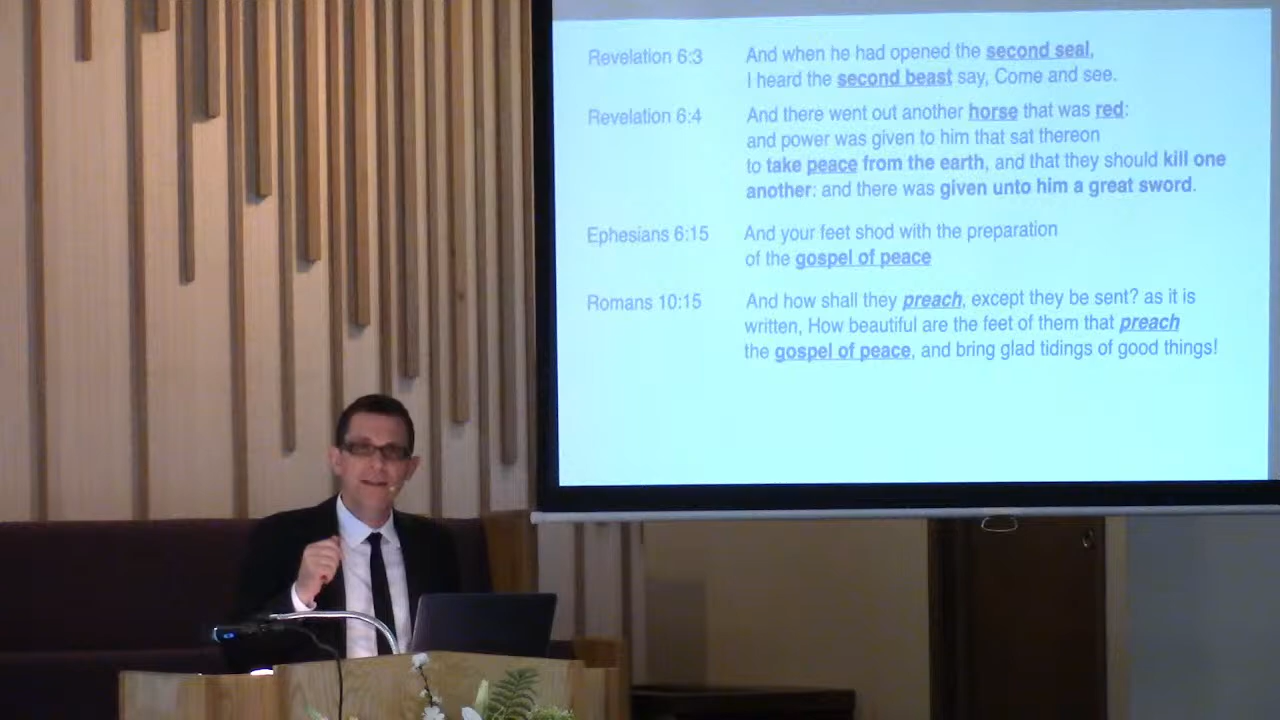 Revelation 6:3 And when he had opened the second seal,
I heard the second beast say, Come and see.
Revelation 6:4 And there went out another horse that was red:
and power was given to him that sat thereon
to take peace from the earth, and that they should kill one
another: and there was given unto him a great sword.
Ephesians 6:15 And your feet shod with the preparation
of the gospel of peace
Romans 10:15 And how shall they preach, except they be sent? as it is
written, How beautiful are the feet of them that preach
the gospel of peace, and bring glad tidings of good things!